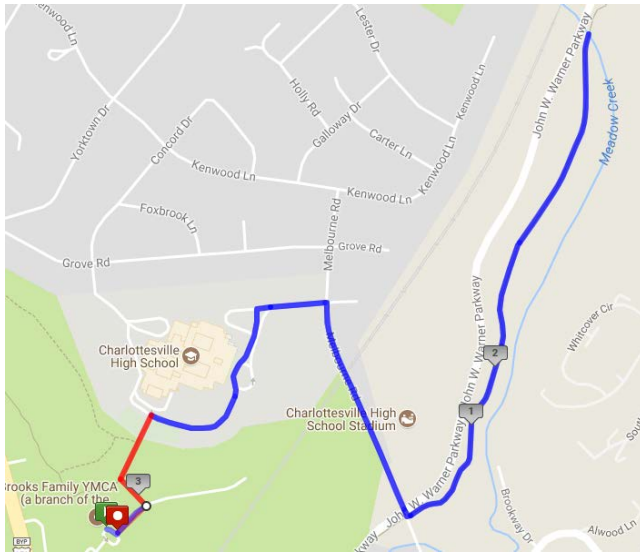 Kenwood Ln
Lester Dr
John W. Warner Parkway
Yorktown Dr
Concord Dr
Holly Rd
Galloway Dr
Kenwood Ln
Meadow Creek
Carter Ln
Kenwood Ln
Kenwood Ln
Kenwood Ln
Foxbrook Ln
Melbourne Rd
Grove Rd
Grove Rd
John W. Warner Parkway
Whitcover Cir
2
Charlottesville
High School
Melbourne Rd
1
Charlottesville High
School Stadium
John W. Warner Parkway
3
Brooks Family YMCA
(a branch of the
Brookway Dr
Alwood Ln
BYP